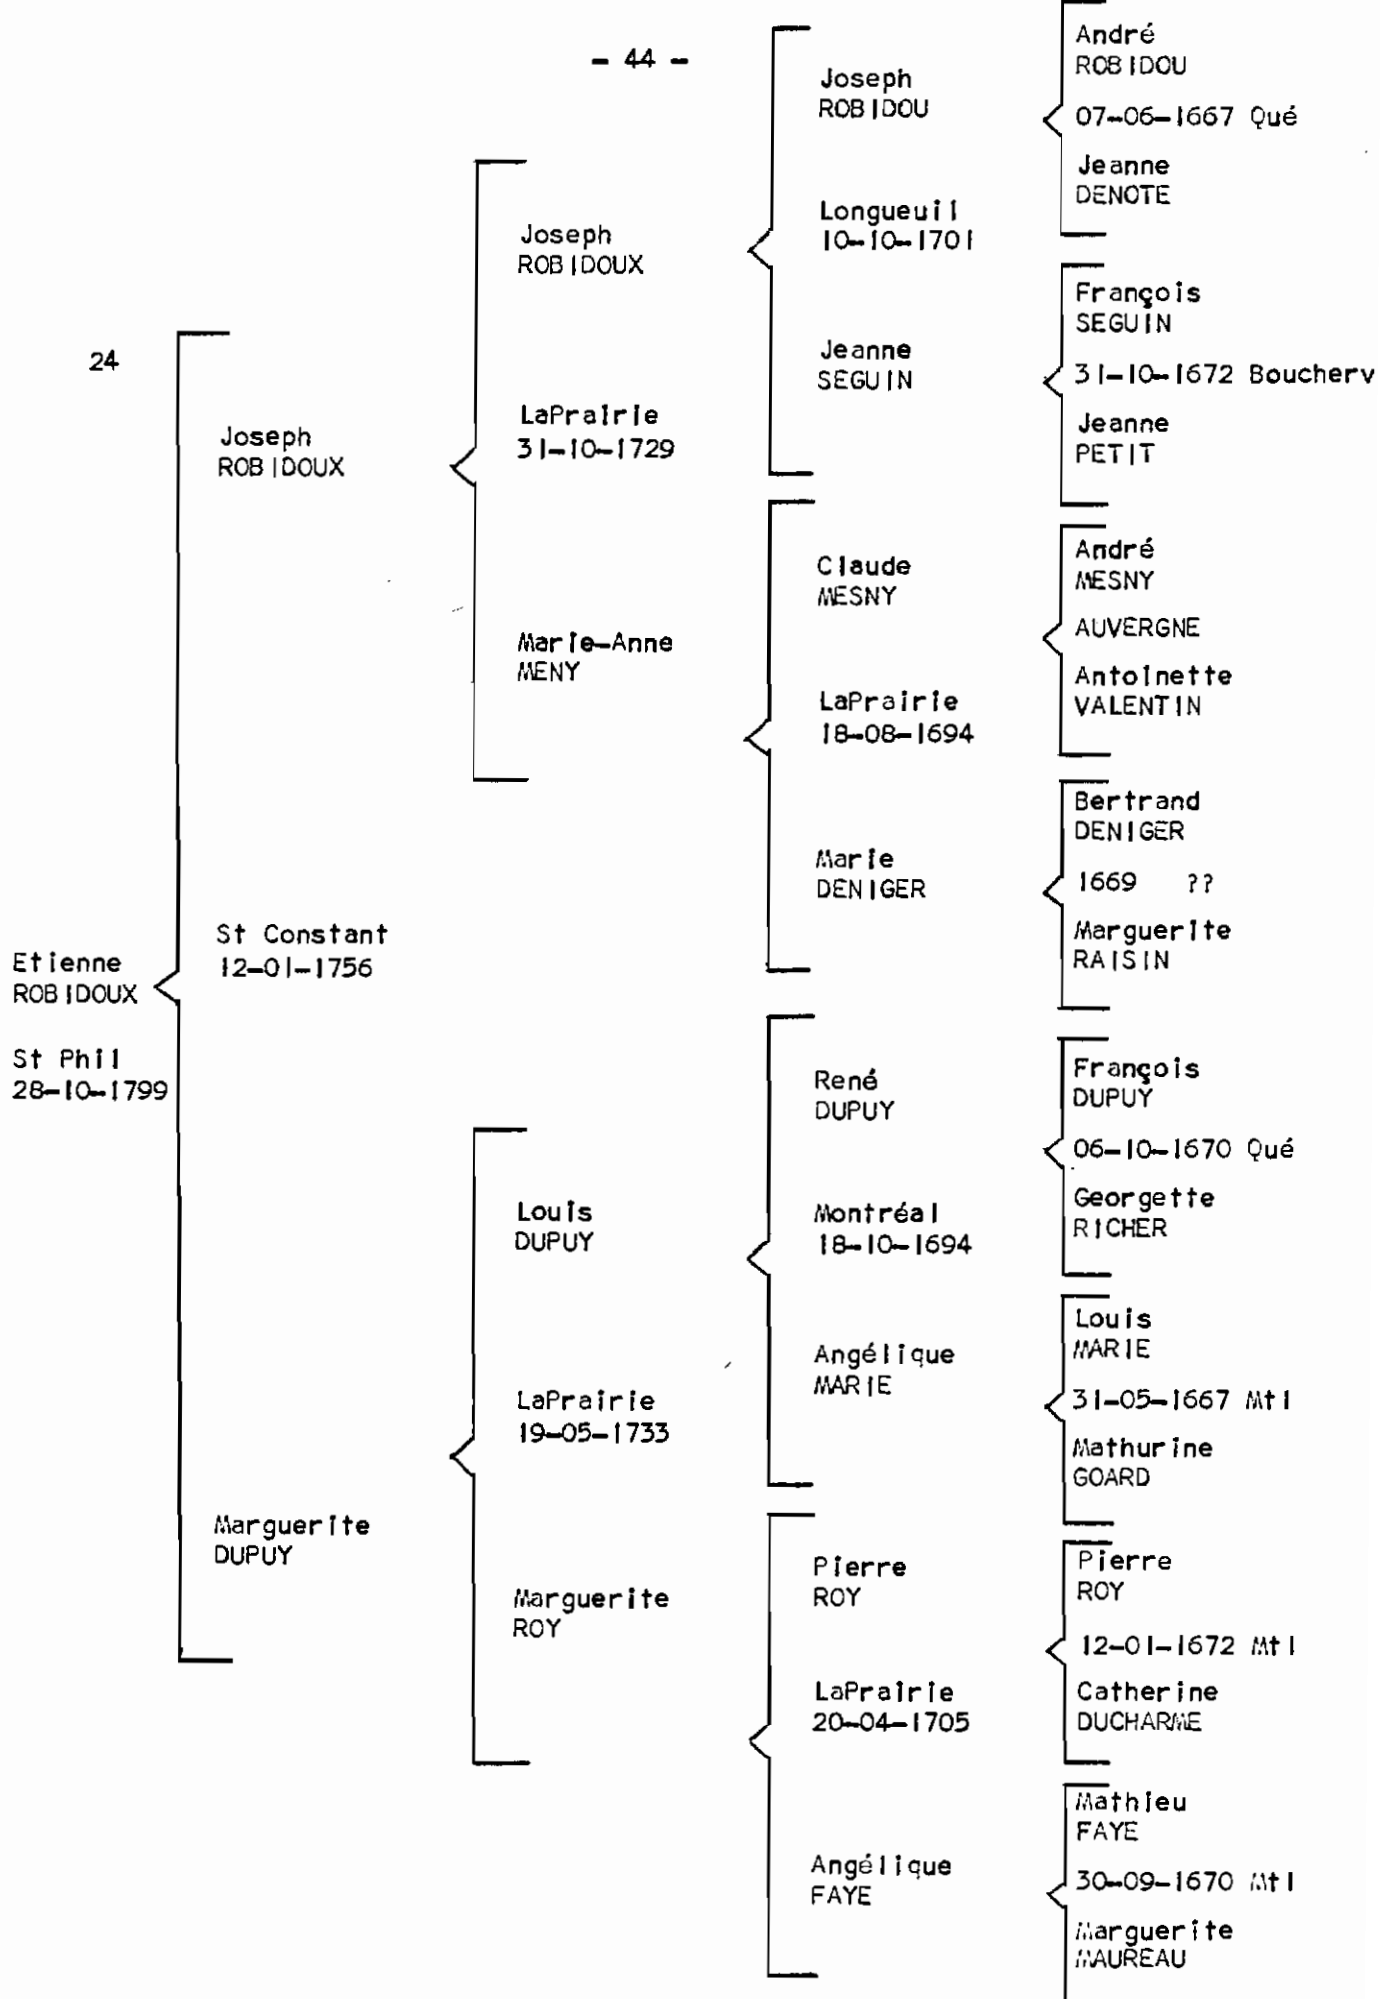 - 44 -
24
Etienne
ROBIDOUX
St Phil
28-10-1799
Joseph
ROBIDOUX
St Constant
12-01-1756
Marguerite
DUPUY
Joseph
ROBIDOUX
LaPrairie
31-10-1729
Marie-Anne
MENY
Louis
DUPUY
LaPrairie
19-05-1733
Marguerite
ROY
Joseph
ROBIDOU
Longueuil
10-10-1701
Jeanne
SEGUIN
Claude
MESNY
LaPrairie
18-08-1694
Marie
DENIGER
René
DUPUY
Montréal
18-10-1694
Angélique
MARIE
Pierre
ROY
LaPrairie
20-04-1705
Angélique
FAYE
André
ROBIDOU
07-06-1667 Qué
Jeanne
DENOTE
François
SEGUIN
31-10-1672 Boucherv
Jeanne
PETIT
André
MESNY
AUVERGNE
Antoinette
VALENTIN
Bertrand
DENIGER
1669 ??
Marguerite
RAISIN
François
DUPUY
06-10-1670 Qué
Georgette
RICHER
Louis
MARIE
31-05-1667 Mtl
Mathurine
GOARD
Pierre
ROY
12-01-1672 Mtl
Catherine
DUCHARME
Mathieu
FAYE
30-09-1670 Mtl
Marguerite
MAUREAU